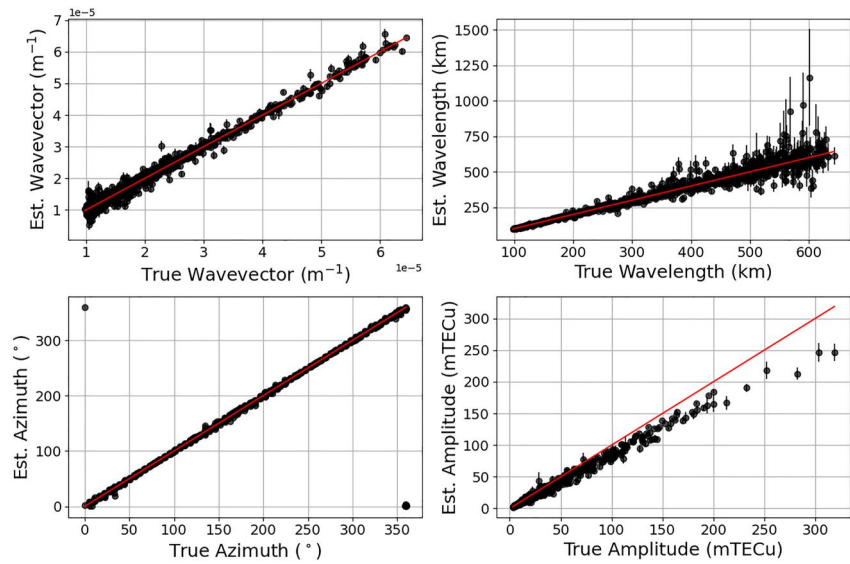 1e−5
7
6
5
4
3
2
1
Est. Wavevector (m⁻¹)
1 2 3 4 5 6
1e−5
True Wavevector (m⁻¹)
1500
1250
1000
750
500
250
Est. Wavelength (km)
100 200 300 400 500 600
True Wavelength (km)
300
200
100
0
Est. Azimuth (°)
0 50 100 150 200 250 300 350
True Azimuth (°)
300
250
200
150
100
50
0
Est. Amplitude (mTECu)
0 50 100 150 200 250 300
True Amplitude (mTECu)